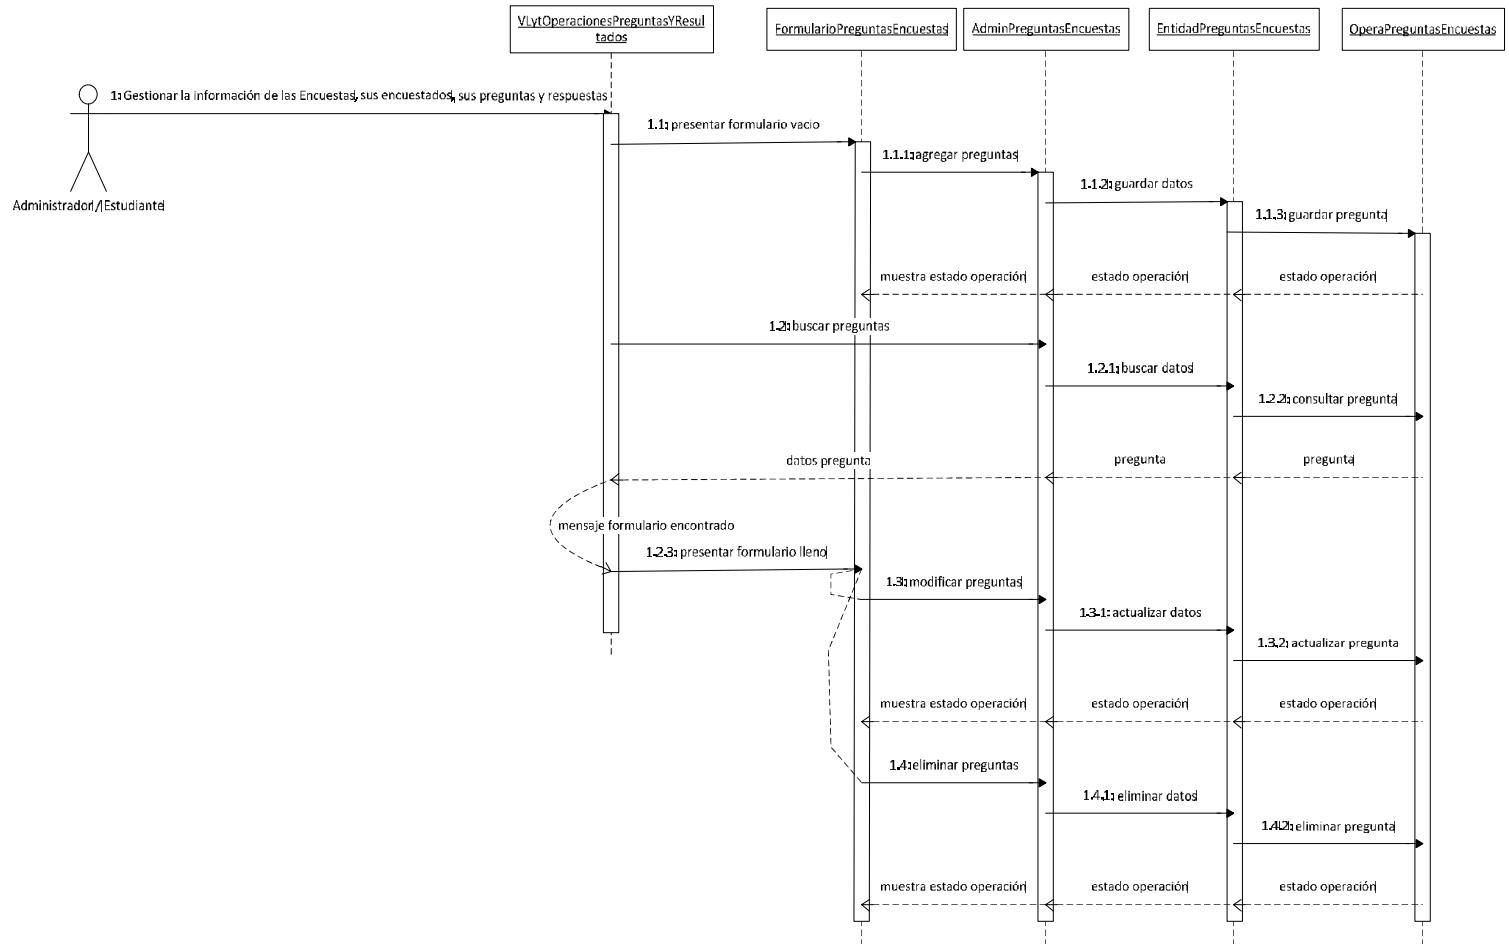 VLytOperacionesPreguntasYResul
tados
FormularioPreguntasEncuestas
AdminPreguntasEncuestas
EntidadPreguntasEncuestas
OperaPreguntasEncuestas
1: Gestionar la información de las Encuestas, sus encuestados, sus preguntas y respuestas
Administrador / Estudiante
1.1: presentar formulario vacio
1.1.1: agregar preguntas
1.1.2: guardar datos
1.1.3: guardar pregunta
muestra estado operación
estado operación
estado operación
1.2: buscar preguntas
1.2.1: buscar datos
1.2.2: consultar pregunta
datos pregunta
pregunta
pregunta
mensaje formulario encontrado
1.2.3: presentar formulario lleno
1.3: modificar preguntas
1.3.1: actualizar datos
1.3.2: actualizar pregunta
muestra estado operación
estado operación
estado operación
1.4: eliminar preguntas
1.4.1: eliminar datos
1.4.2: eliminar pregunta
muestra estado operación
estado operación
estado operación